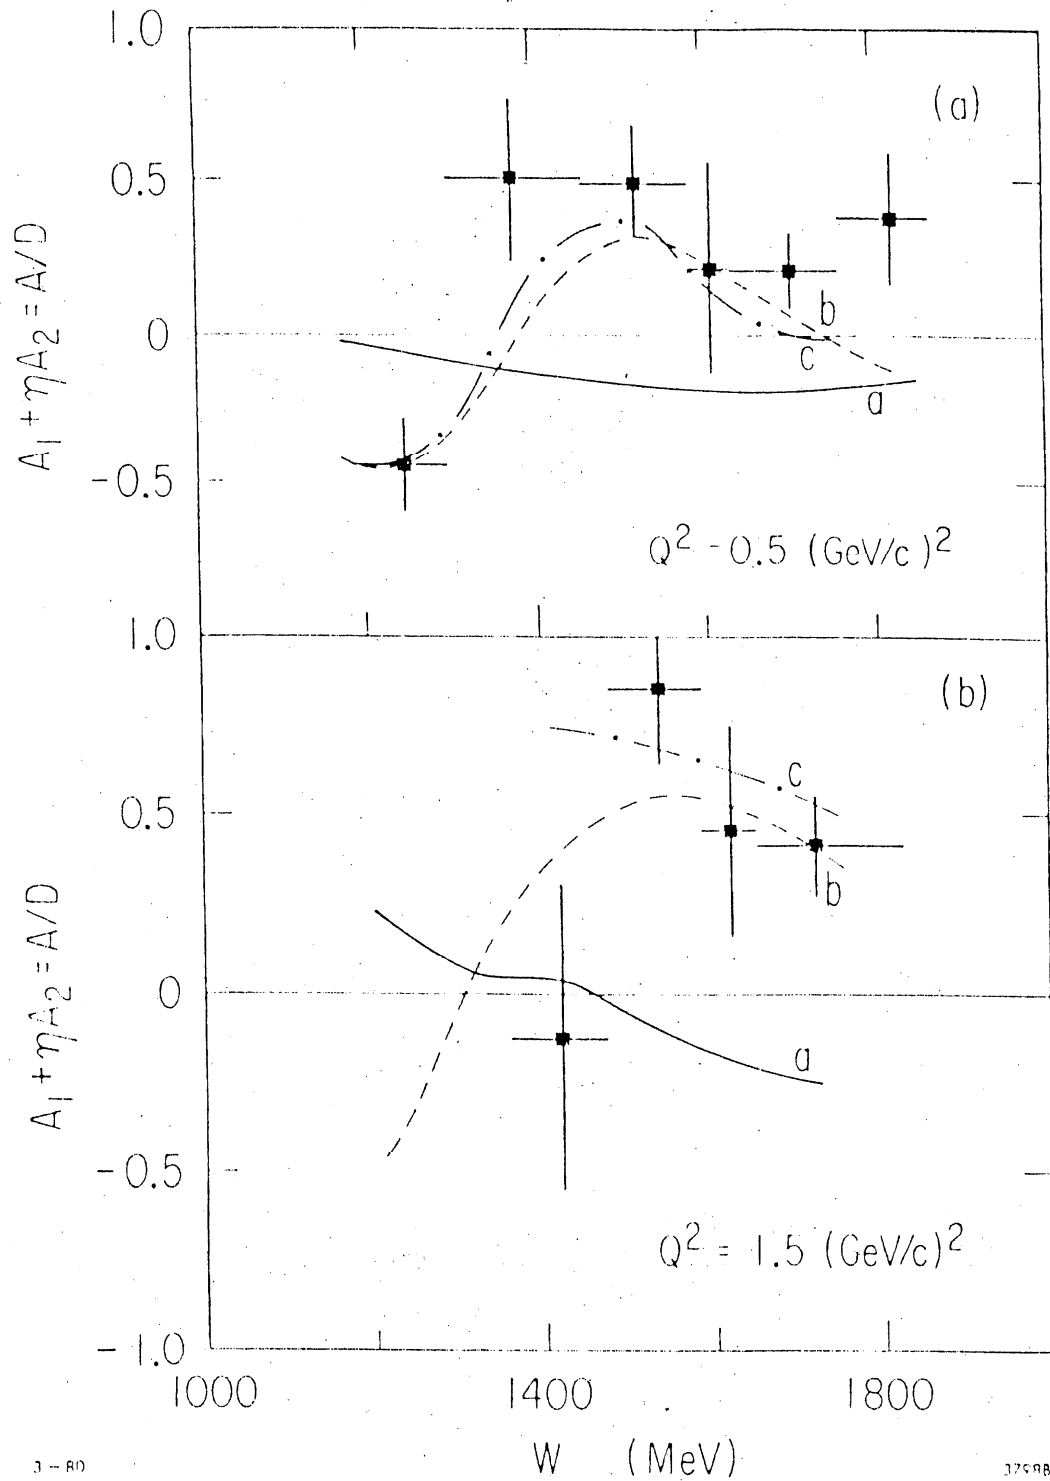 1.0
(a)
0.5
A₁ + ηA₂ = A/D
0
b
c
a
-0.5
Q² - 0.5 (GeV/c)²
1.0
(b)
c
0.5
b
A₁ + ηA₂ = A/D
0
a
-0.5
Q² = 1.5 (GeV/c)²
-1.0
1000 1400 1800
W (MeV)
3-80